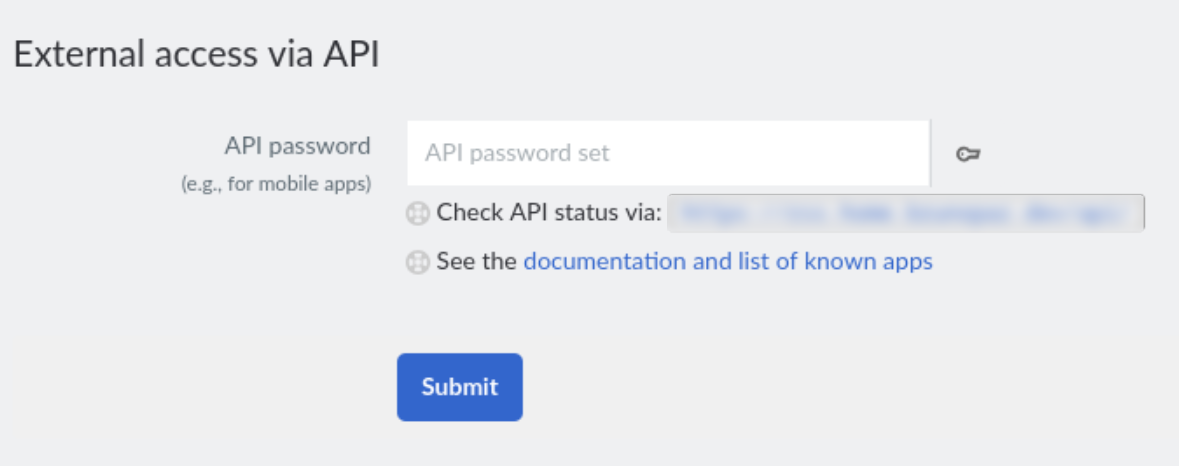 External access via API
API password
API password set
(e.g., for mobile apps)
Check API status via:
See the documentation and list of known apps
Submit